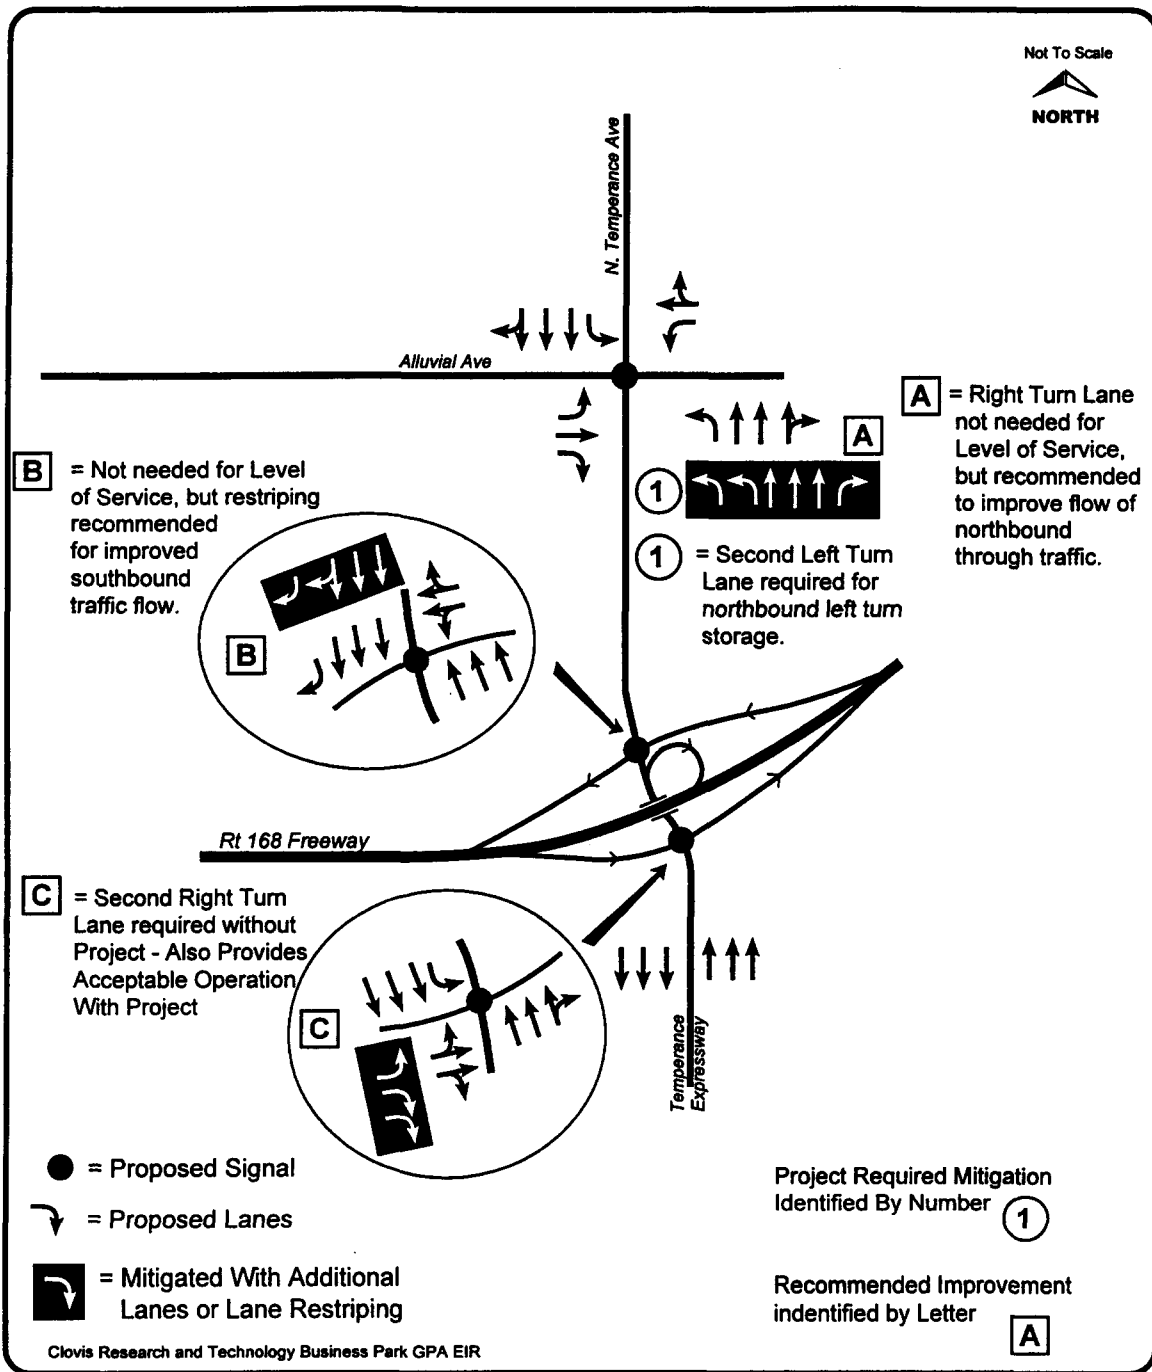 Not To Scale
NORTH
N. Temperance Ave
Alluvial Ave
A
A
= Right Turn Lane
not needed for
Level of Service,
but recommended
to improve flow of
northbound
through traffic.
1
1
= Second Left Turn
Lane required for
northbound left turn
storage.
B
= Not needed for Level
of Service, but restriping
recommended
for improved
southbound
traffic flow.
B
Rt 168 Freeway
C
= Second Right Turn
Lane required without
Project - Also Provides
Acceptable Operation
With Project
C
Temperance
Expressway
= Proposed Signal
= Proposed Lanes
= Mitigated With Additional
Lanes or Lane Restriping
Project Required Mitigation
Identified By Number
1
Recommended Improvement
indentified by Letter
A
Clovis Research and Technology Business Park GPA EIR